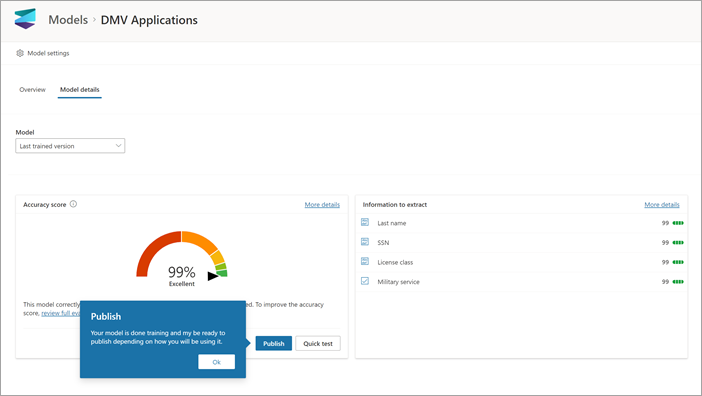 Models > DMV Applications
Model settings
Overview Model details
Model
Last trained version
Accuracy score More details
99%
Excellent
This model correctly
ed. To improve the accuracy
score, review full eva
Publish
Your model is done training and my be ready to
publish depending on how you will be using it.
Ok
Publish Quick test
Information to extract More details
Last name 99
SSN 99
License class 99
Military service 99